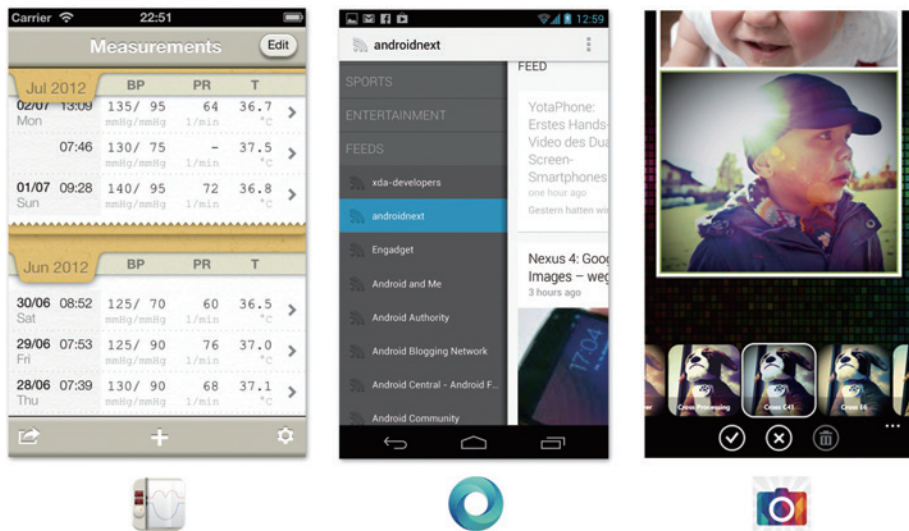 Carrier 22:51
Measurements Edit
Jul 2012 BP PR T
02/07 13:09 135/ 95 64 36.7
Mon mmHg/mmHg 1/min °C
07:46 130/ 75 - 37.5
mmHg/mmHg 1/min °C
01/07 09:28 140/ 95 72 36.8
Sun mmHg/mmHg 1/min °C
Jun 2012 BP PR T
30/06 08:52 125/ 70 60 36.5
Sat mmHg/mmHg 1/min °C
29/06 07:53 125/ 90 76 37.0
Fri mmHg/mmHg 1/min °C
28/06 07:39 130/ 90 68 37.1
Thu mmHg/mmHg 1/min °C
12:59
androidnext
SPORTS
ENTERTAINMENT
FEEDS
xda-developers
androidnext
Engadget
Android and Me
Android Authority
Android Blogging Network
Android Central - Android F...
Android Community
FEED
YotaPhone:
Erstes Hands-
Video des Dua
Screen-
Smartphones
one hour ago
Gestern hatten wir
Nexus 4: Goog
Images – weg
3 hours ago
17:04
Cross Processing
Cross C41
Cross E6